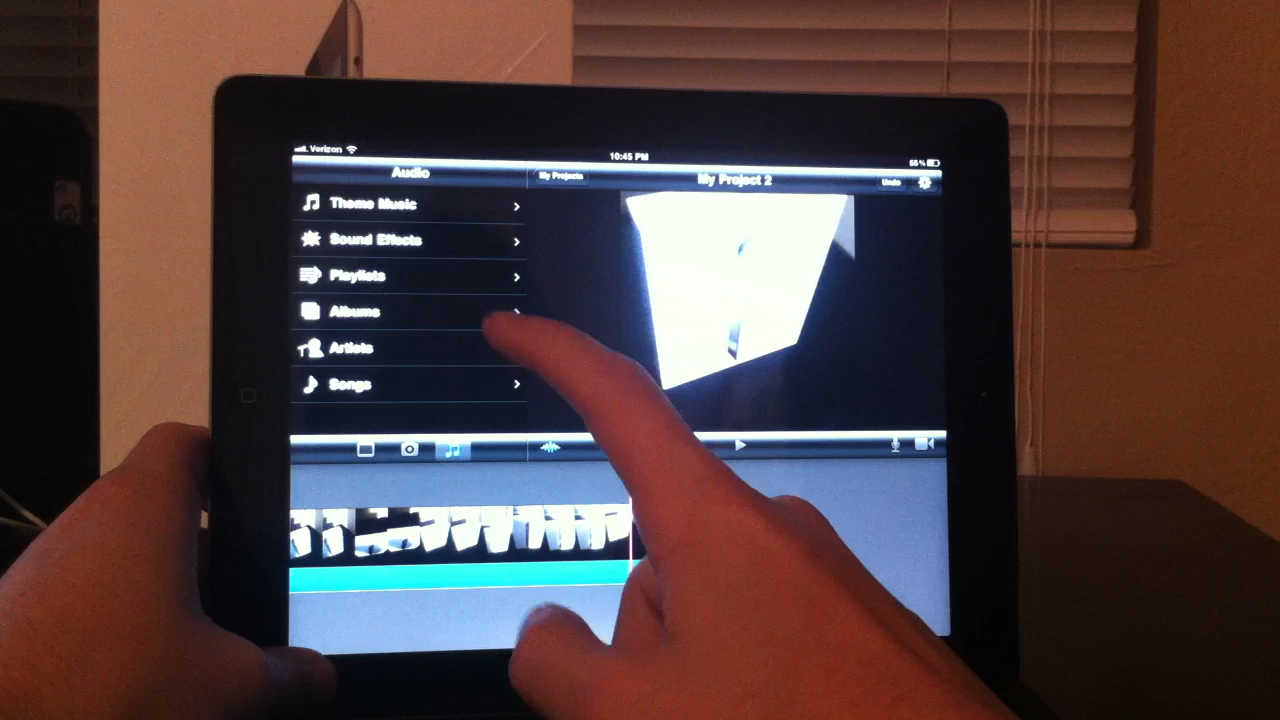 Verizon
10:45 PM
55%
Audio
My Projects
My Project 2
Undo
Theme Music
Sound Effects
Playlists
Albums
Artists
Songs